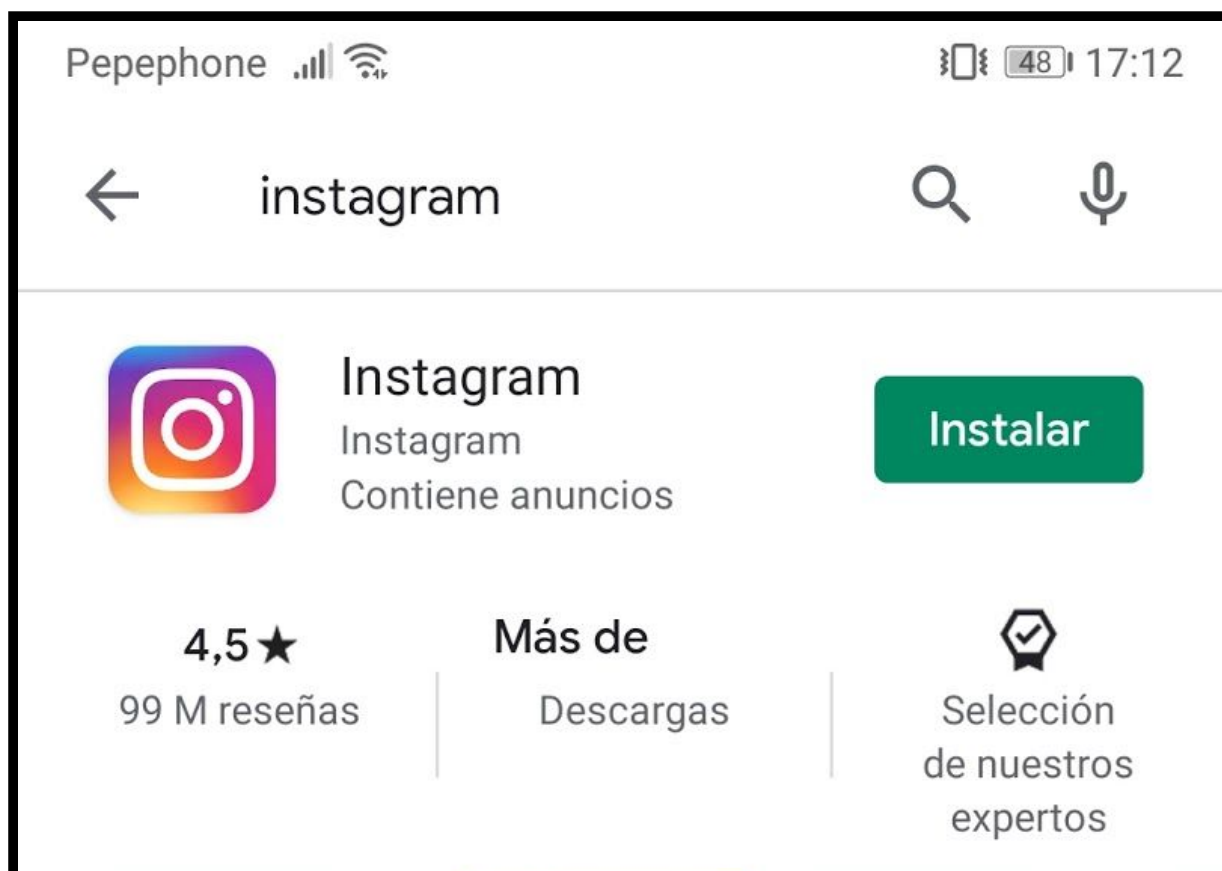 Pepephone 48 17:12
instagram
Instagram
Instagram
Contiene anuncios
Instalar
4,5★
99 M reseñas
Más de
Descargas
Selección
de nuestros
expertos